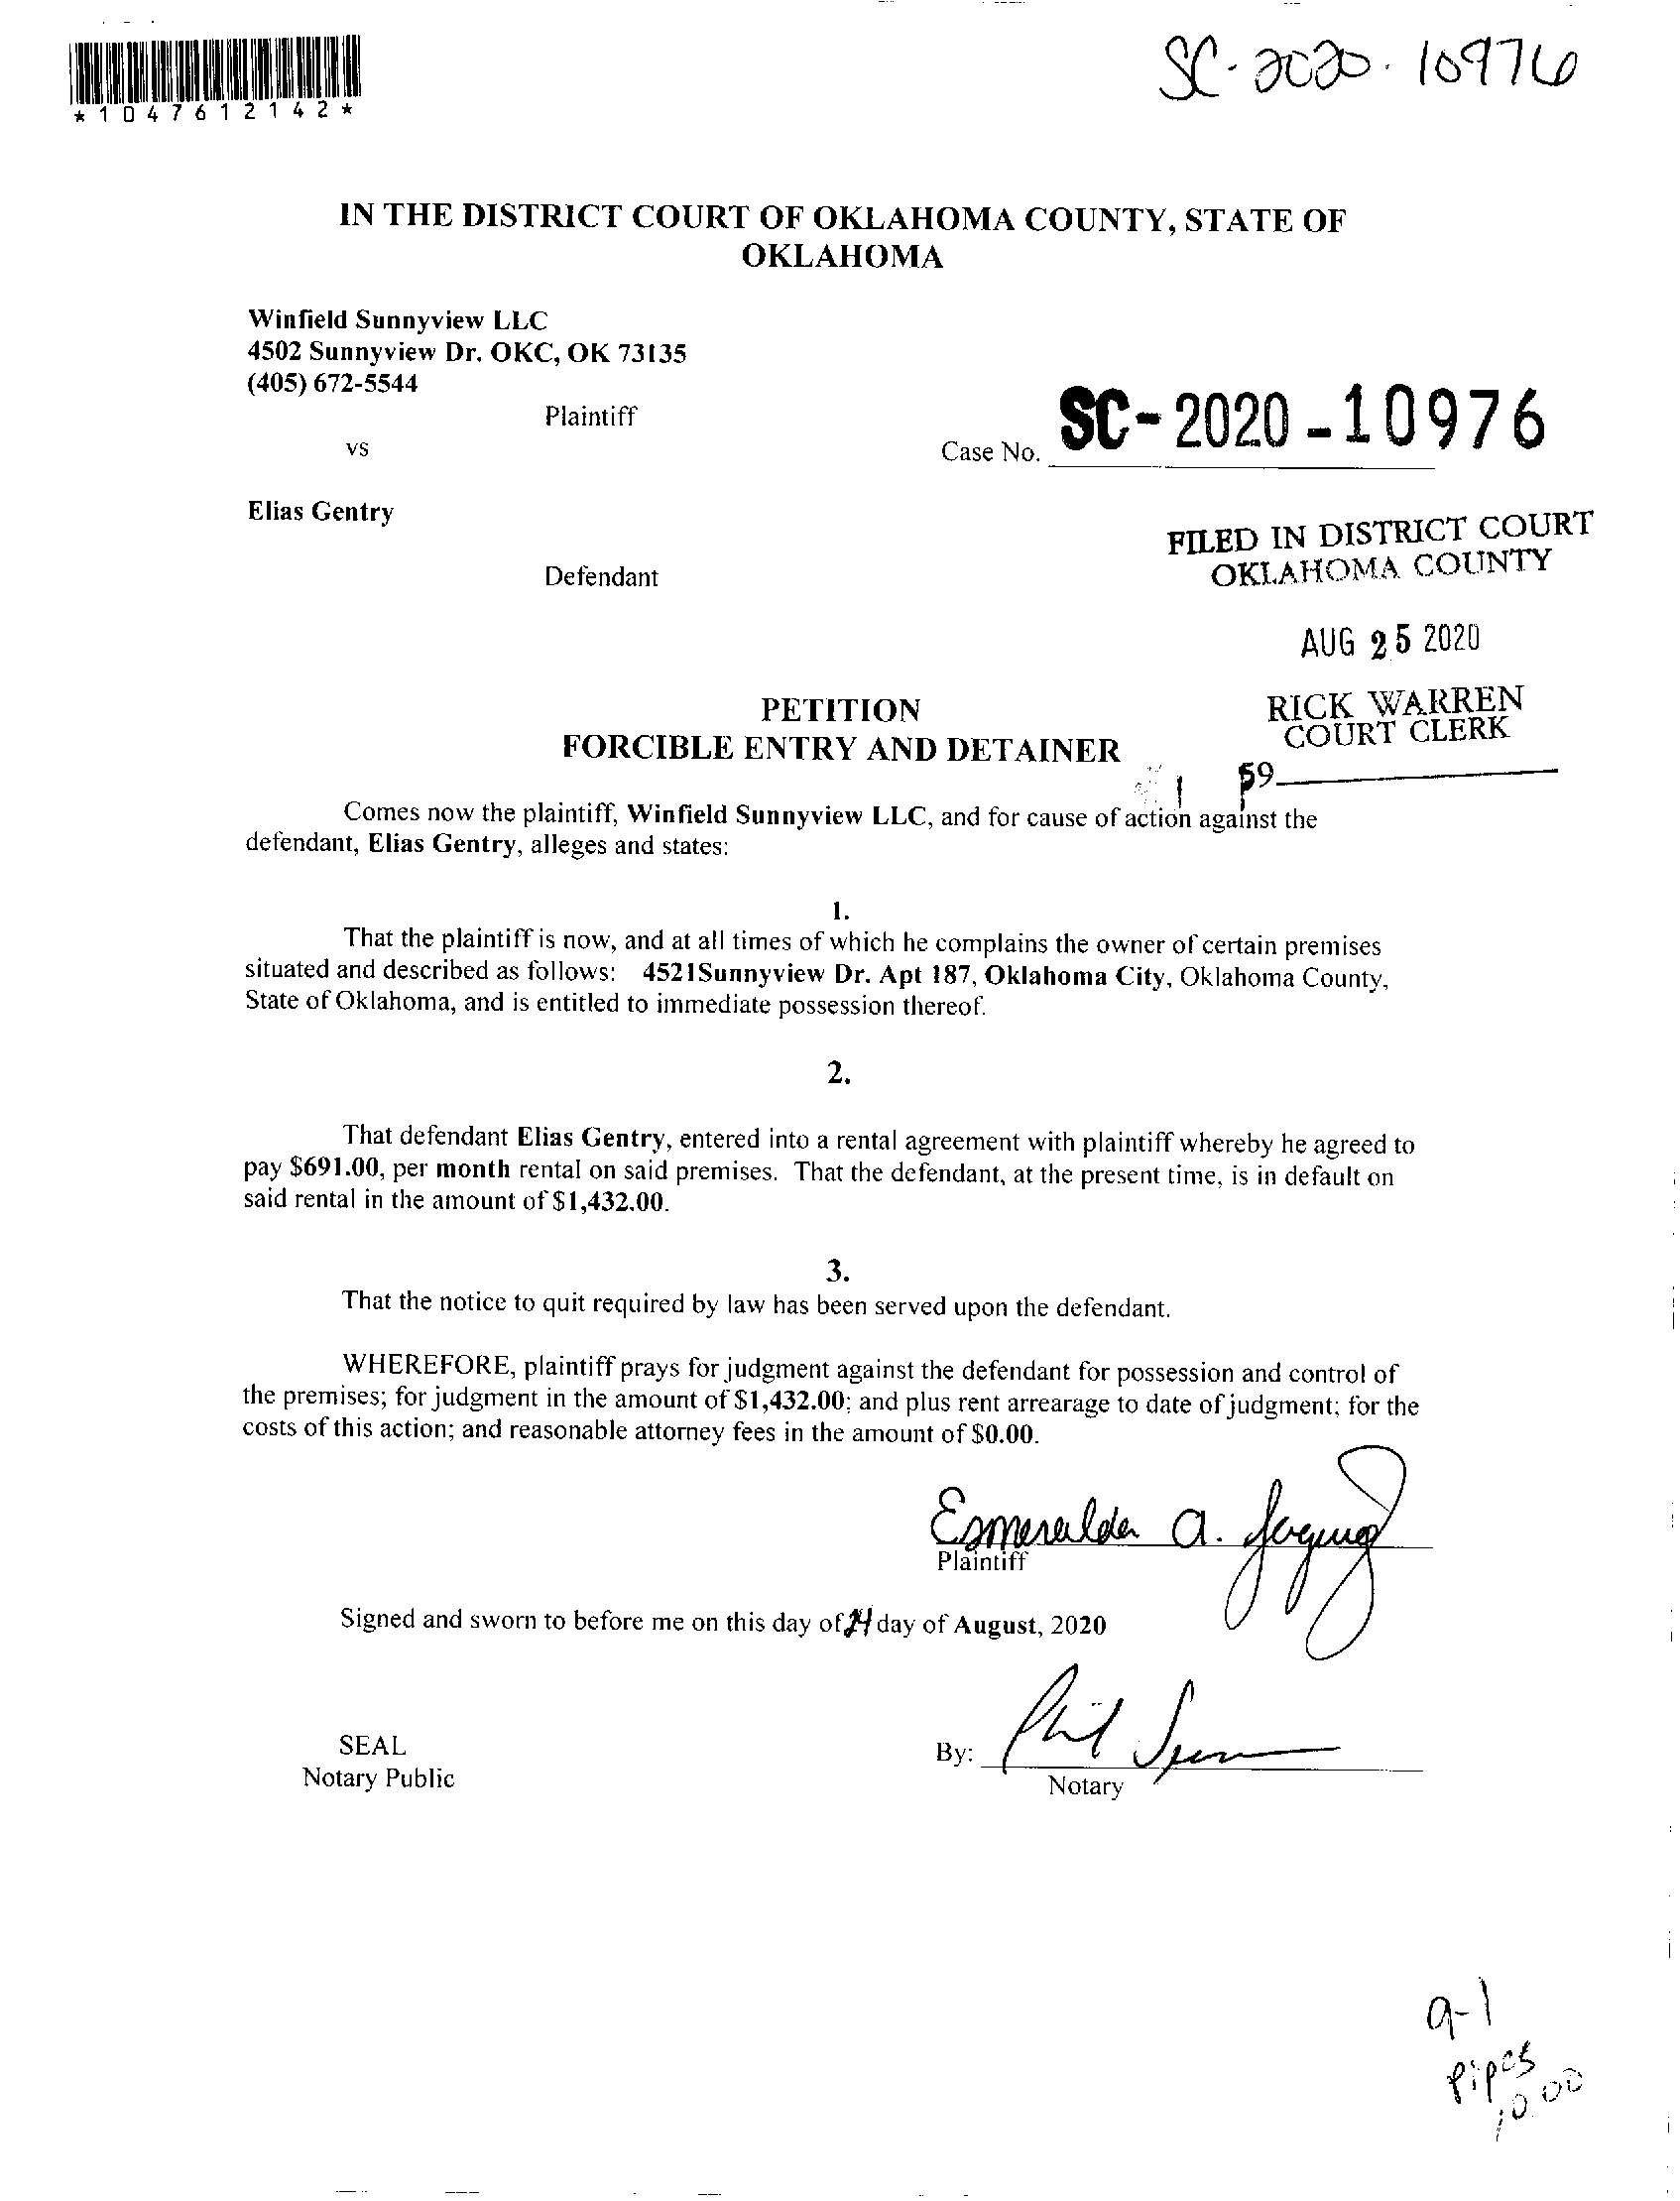 SC-2020-10976
*1047612142*
IN THE DISTRICT COURT OF OKLAHOMA COUNTY, STATE OF
OKLAHOMA
Winfield Sunnyview LLC
4502 Sunnyview Dr. OKC, OK 73135
(405) 672-5544
Plaintiff
vs
Case No. SC-2020-10976
Elias Gentry
Defendant
FILED IN DISTRICT COURT
OKLAHOMA COUNTY
AUG 25 2020
RICK WARREN
COURT CLERK
59
PETITION
FORCIBLE ENTRY AND DETAINER
Comes now the plaintiff, Winfield Sunnyview LLC, and for cause of action against the
defendant, Elias Gentry, alleges and states:
1.
That the plaintiff is now, and at all times of which he complains the owner of certain premises
situated and described as follows: 4521Sunnyview Dr. Apt 187, Oklahoma City, Oklahoma County,
State of Oklahoma, and is entitled to immediate possession thereof.
2.
That defendant Elias Gentry, entered into a rental agreement with plaintiff whereby he agreed to
pay $691.00, per month rental on said premises. That the defendant, at the present time, is in default on
said rental in the amount of $1,432.00.
3.
That the notice to quit required by law has been served upon the defendant.
WHEREFORE, plaintiff prays for judgment against the defendant for possession and control of
the premises; for judgment in the amount of $1,432.00; and plus rent arrearage to date of judgment; for the
costs of this action; and reasonable attorney fees in the amount of $0.00.
Esmeralda A.
Plaintiff
Signed and sworn to before me on this day of 24 day of August, 2020
SEAL
Notary Public
By: Phil
Notary
9-1
Pipes
10.00